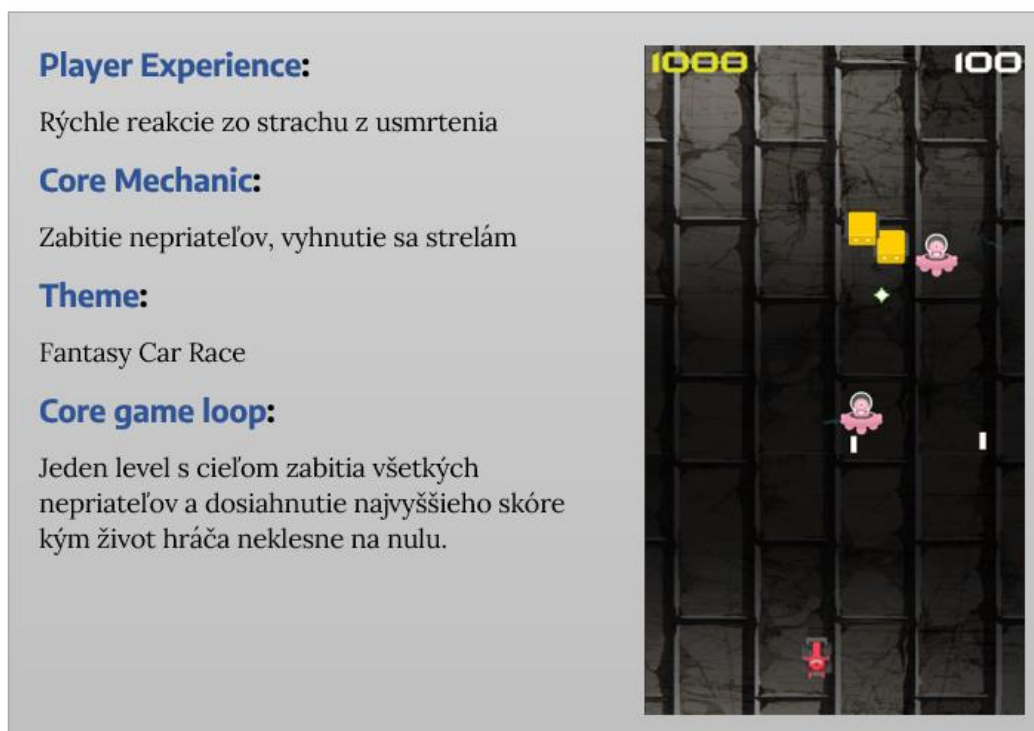 Player Experience:
Rýchle reakcie zo strachu z usmrtenia
Core Mechanic:
Zabitie nepriateľov, vyhnutie sa strelám
Theme:
Fantasy Car Race
Core game loop:
Jeden level s cieľom zabitia všetkých
nepriateľov a dosiahnutie najvyššieho skóre
kým život hráča neklesne na nulu.
1000
100